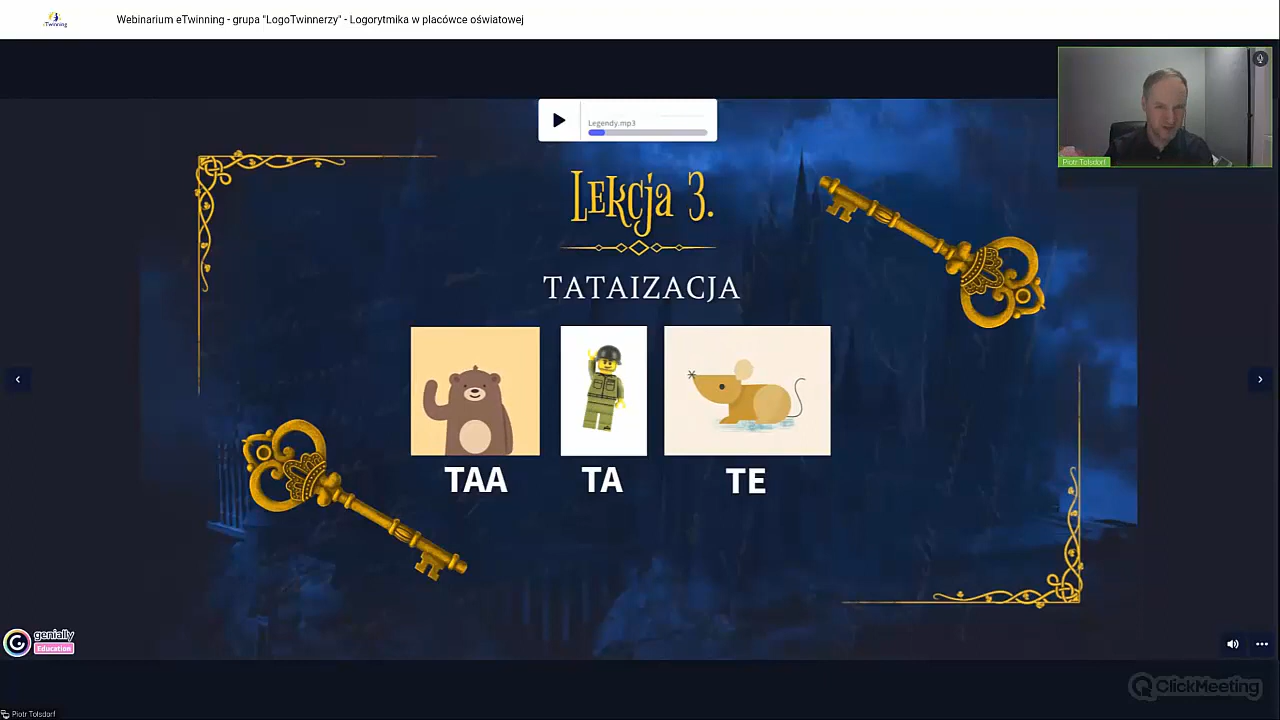 eTwinning
Webinarium eTwinning - grupa "LogoTwinnerzy" - Logorytmika w placówce oświatowej
Piotr Tolsdorf
Legendy.mp3
Lekcja 3.
TATAIZACJA
TAA
TA
TE
genially
Education
ClickMeeting
Piotr Tolsdorf